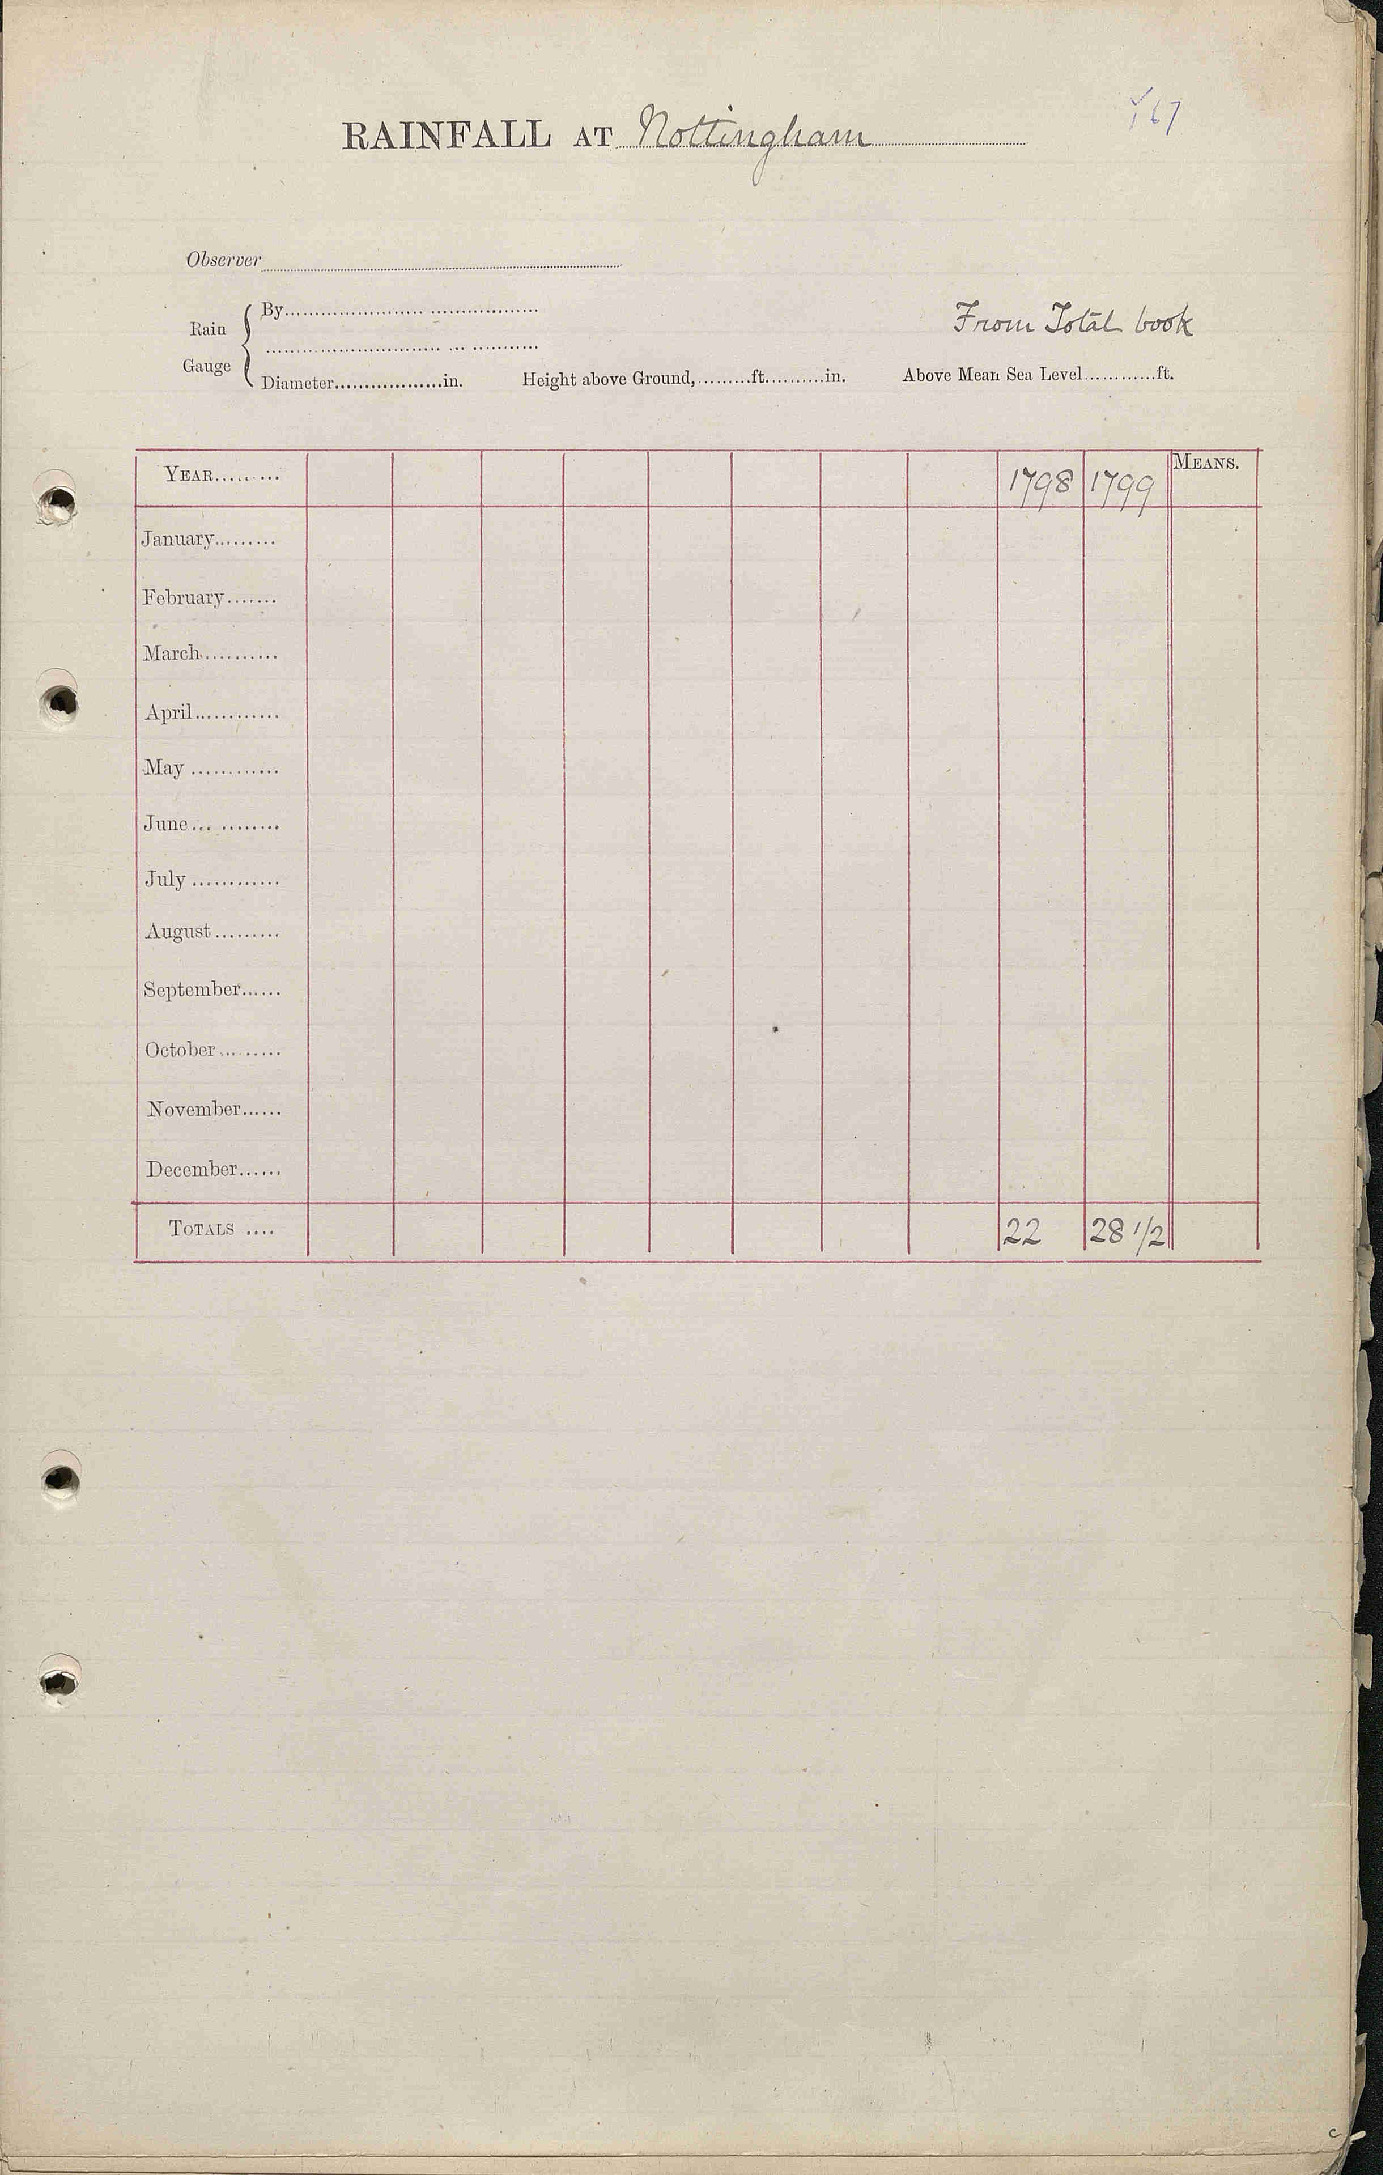 RAINFALL AT Nottingham
Observer
Rain Gauge
By
From Total book
Diameter..................in. Height above Ground,.........ft..........in. Above Mean Sea Level............ft.
YEAR......... 1798 1799 MEANS.
January.........
February.......
March..........
April............
May ............
June... ........
July ............
August.........
September......
October.........
November......
December......
TOTALS .... 22 28 1/2